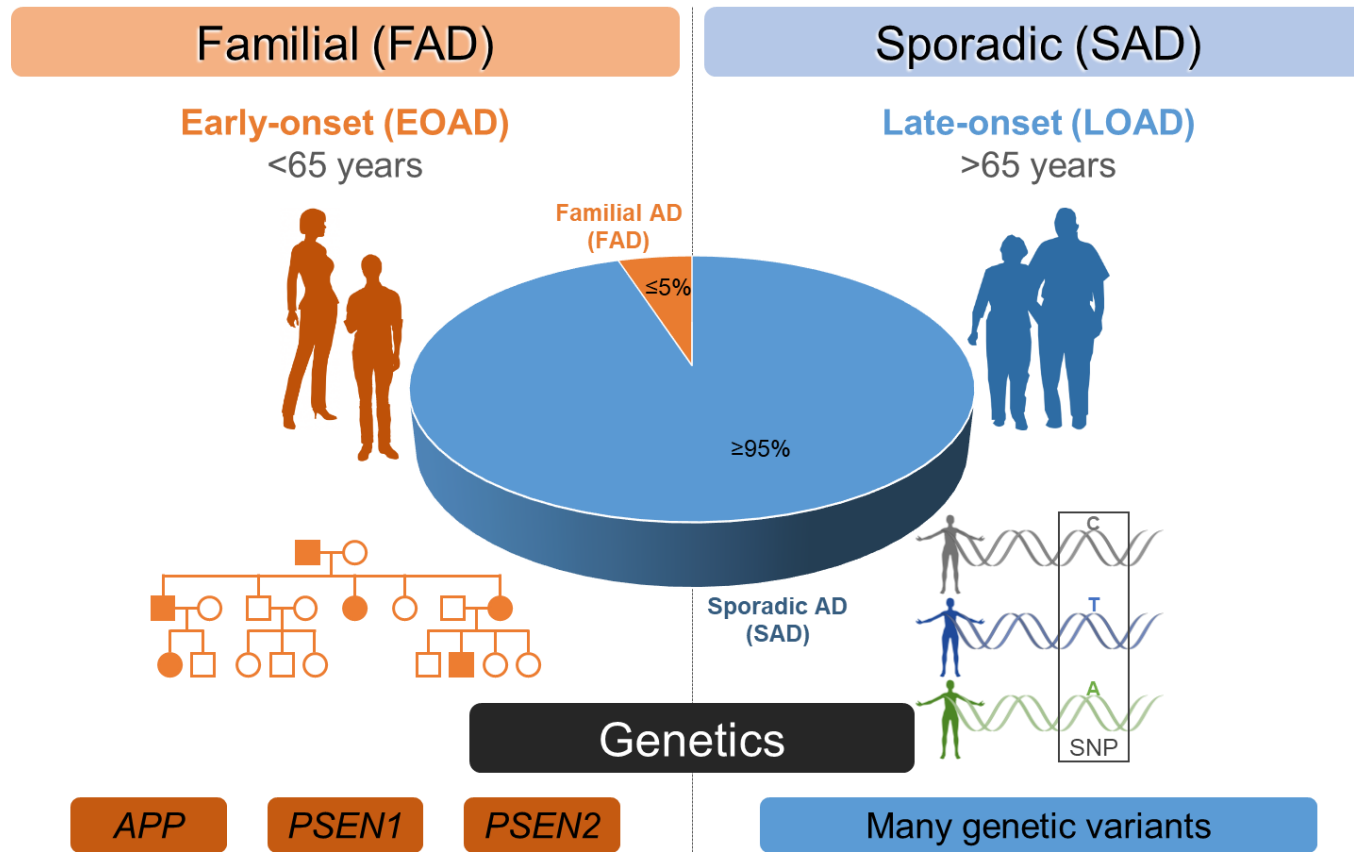 Familial (FAD)
Sporadic (SAD)
Early-onset (EOAD)
<65 years
Late-onset (LOAD)
>65 years
Familial AD
(FAD)
≤5%
≥95%
Sporadic AD
(SAD)
C
T
A
SNP
Genetics
APP
PSEN1
PSEN2
Many genetic variants